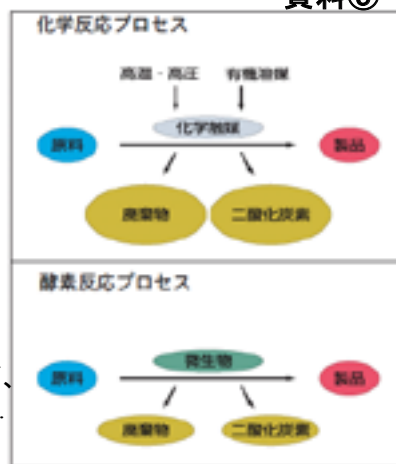 資料⑥
化学反応プロセス
高温・高圧 有機溶媒
化学触媒
原料 製品
廃棄物 二酸化炭素
酵素反応プロセス
微生物
原料 製品
廃棄物 二酸化炭素